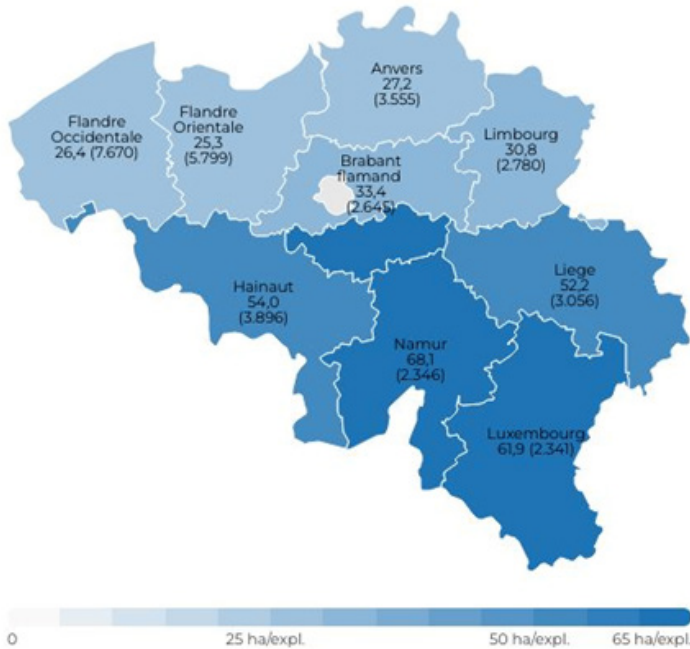 Anvers
27,2
(3.555)
Flandre
Occidentale
26,4 (7.670)
Flandre
Orientale
25,3
(5.799)
Limbourg
30,8
(2.780)
Brabant
flamand
33,4
(2.645)
Hainaut
54,0
(3.896)
Liege
52,2
(3.056)
Namur
68,1
(2.346)
Luxembourg
61,9 (2.341)
0
25 ha/expl.
50 ha/expl.
65 ha/expl.